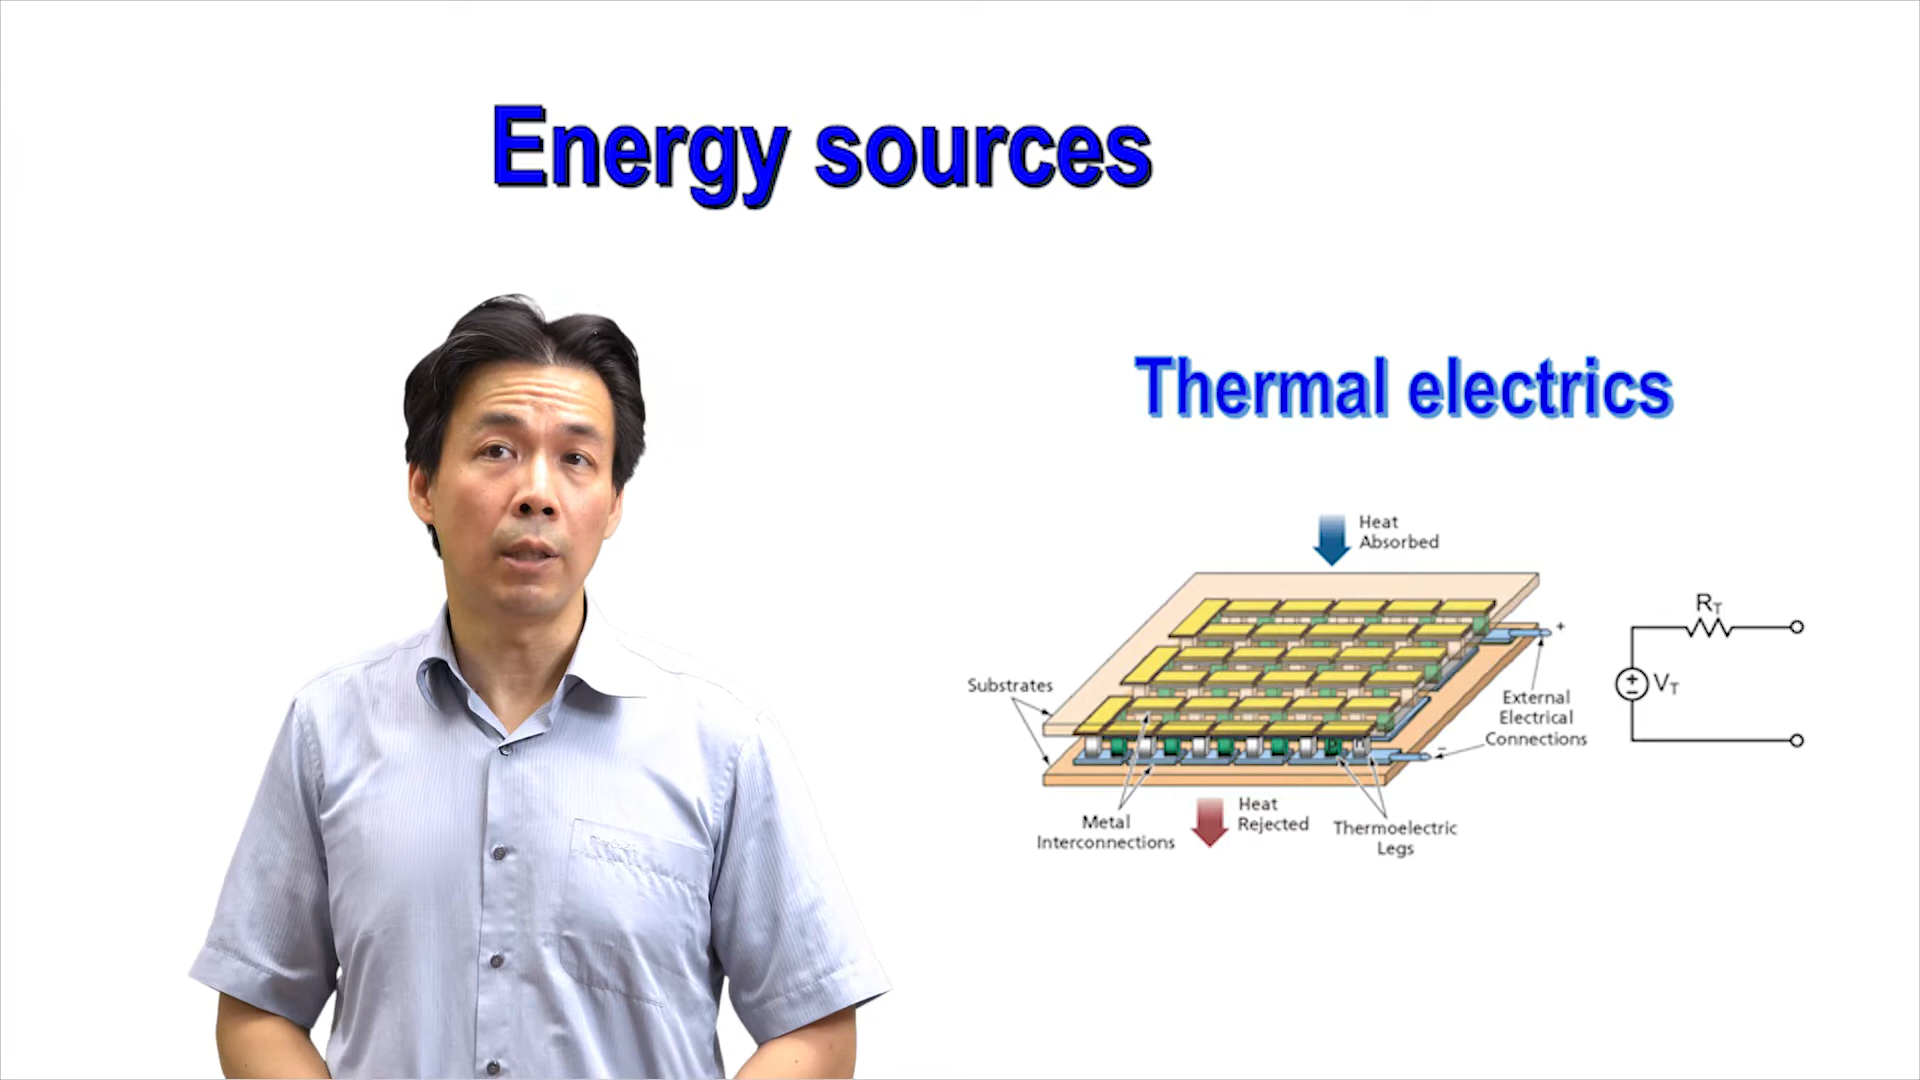 Energy sources
Thermal electrics
Heat
Absorbed
R_T
+
Substrates
+
V_T
External
Electrical
Connections
−
Heat
Rejected
Metal
Interconnections
Thermoelectric
Legs